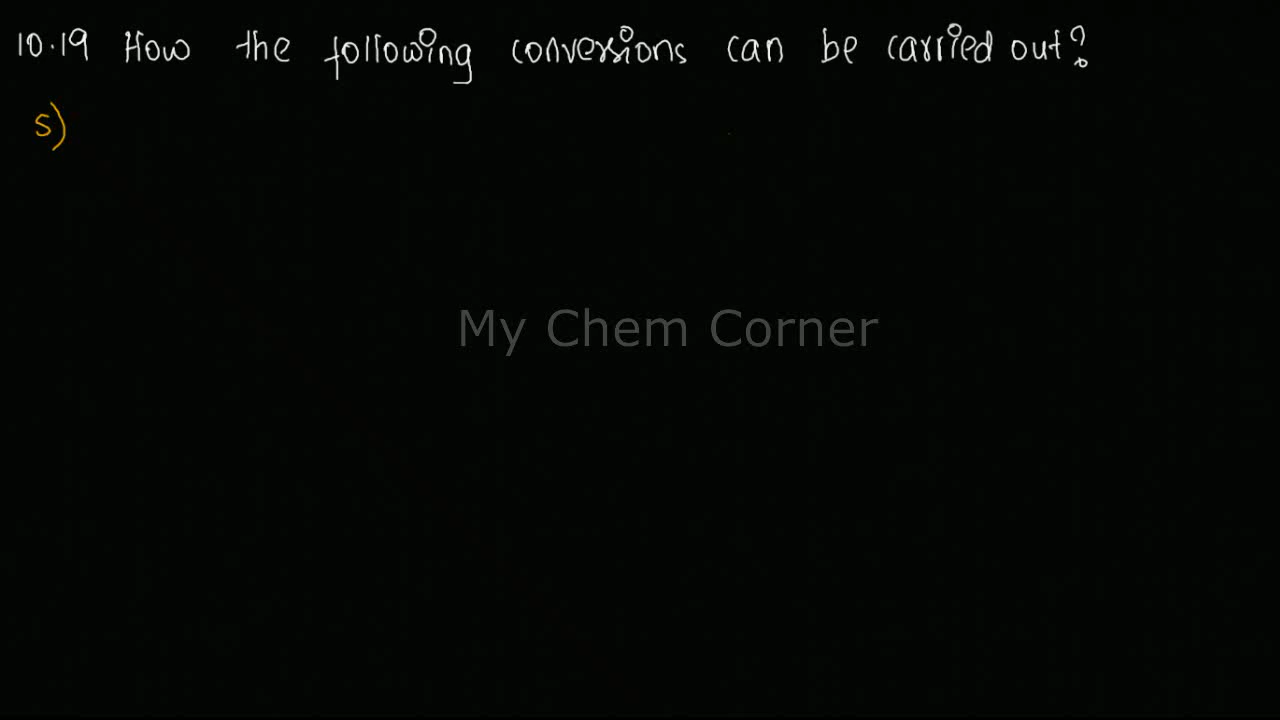 10.19 How the following conversions can be carried out?
s)
My Chem Corner